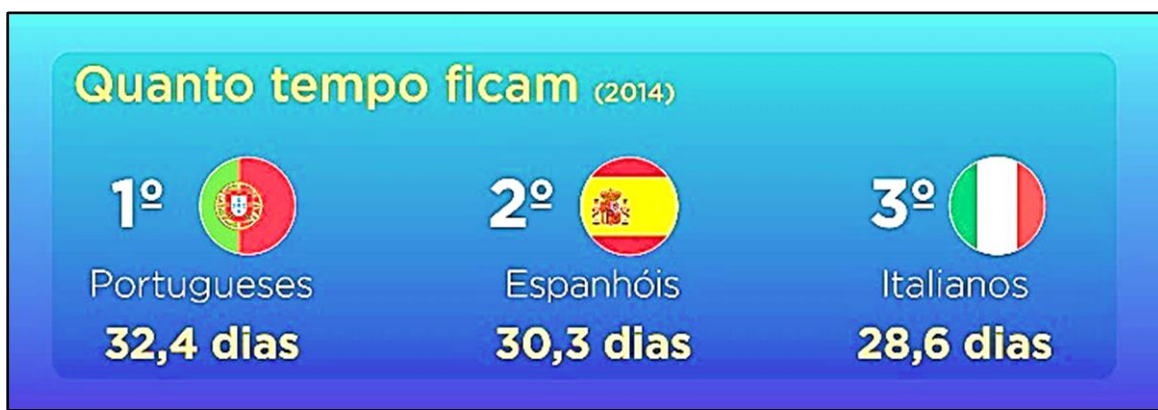 Quanto tempo ficam (2014)
1º
2º
3º
Portugueses
Espanhóis
Italianos
32,4 dias
30,3 dias
28,6 dias